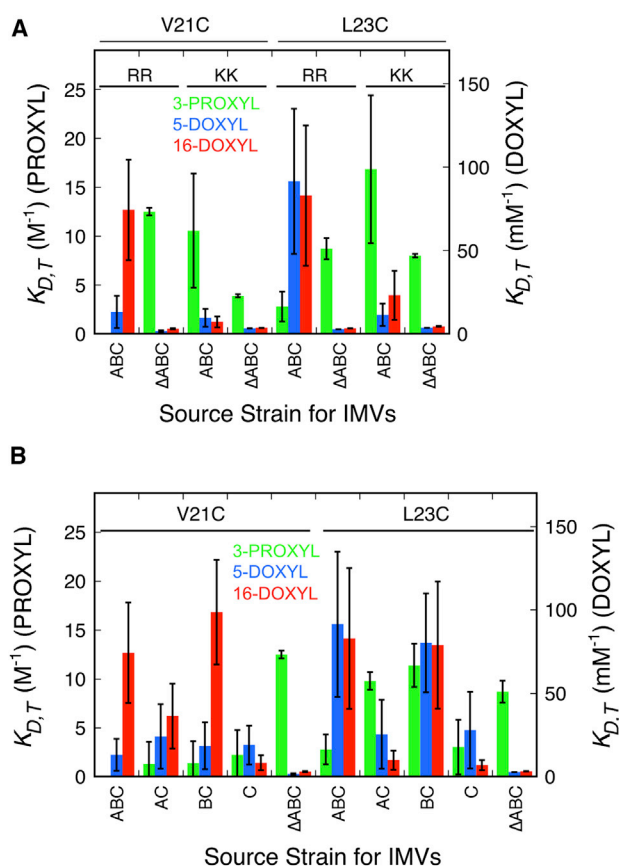 A
V21C L23C
RR KK RR KK
3-PROXYL
5-DOXYL
16-DOXYL
K_D,T (M⁻¹) (PROXYL)
25
20
15
10
5
0
K_D,T (mM⁻¹) (DOXYL)
150
100
50
0
ABC ΔABC ABC ΔABC ABC ΔABC ABC ΔABC
Source Strain for IMVs
B
V21C L23C
3-PROXYL
5-DOXYL
16-DOXYL
K_D,T (M⁻¹) (PROXYL)
25
20
15
10
5
0
K_D,T (mM⁻¹) (DOXYL)
150
100
50
0
ABC AC BC C ΔABC ABC AC BC C ΔABC
Source Strain for IMVs